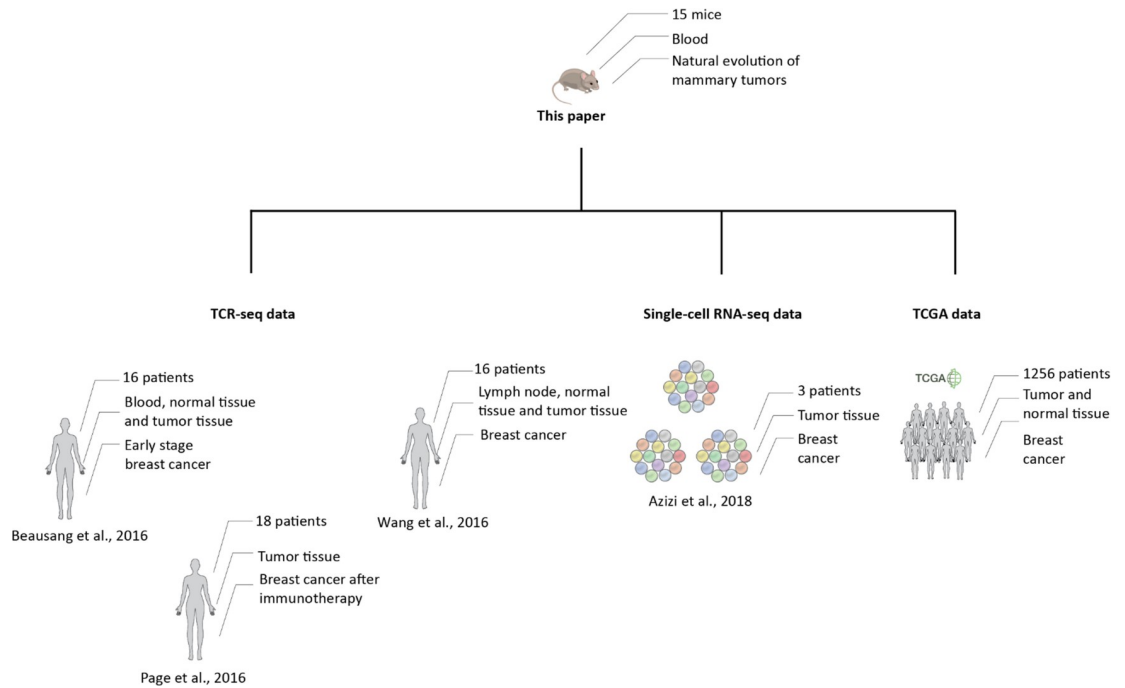 15 mice
Blood
Natural evolution of
mammary tumors
This paper
TCR-seq data
Single-cell RNA-seq data
TCGA data
16 patients
Blood, normal tissue
and tumor tissue
Early stage
breast cancer
Beausang et al., 2016
18 patients
Tumor tissue
Breast cancer after
immunotherapy
Page et al., 2016
16 patients
Lymph node, normal
tissue and tumor tissue
Breast cancer
Wang et al., 2016
3 patients
Tumor tissue
Breast
cancer
Azizi et al., 2018
TCGA
1256 patients
Tumor and
normal tissue
Breast
cancer